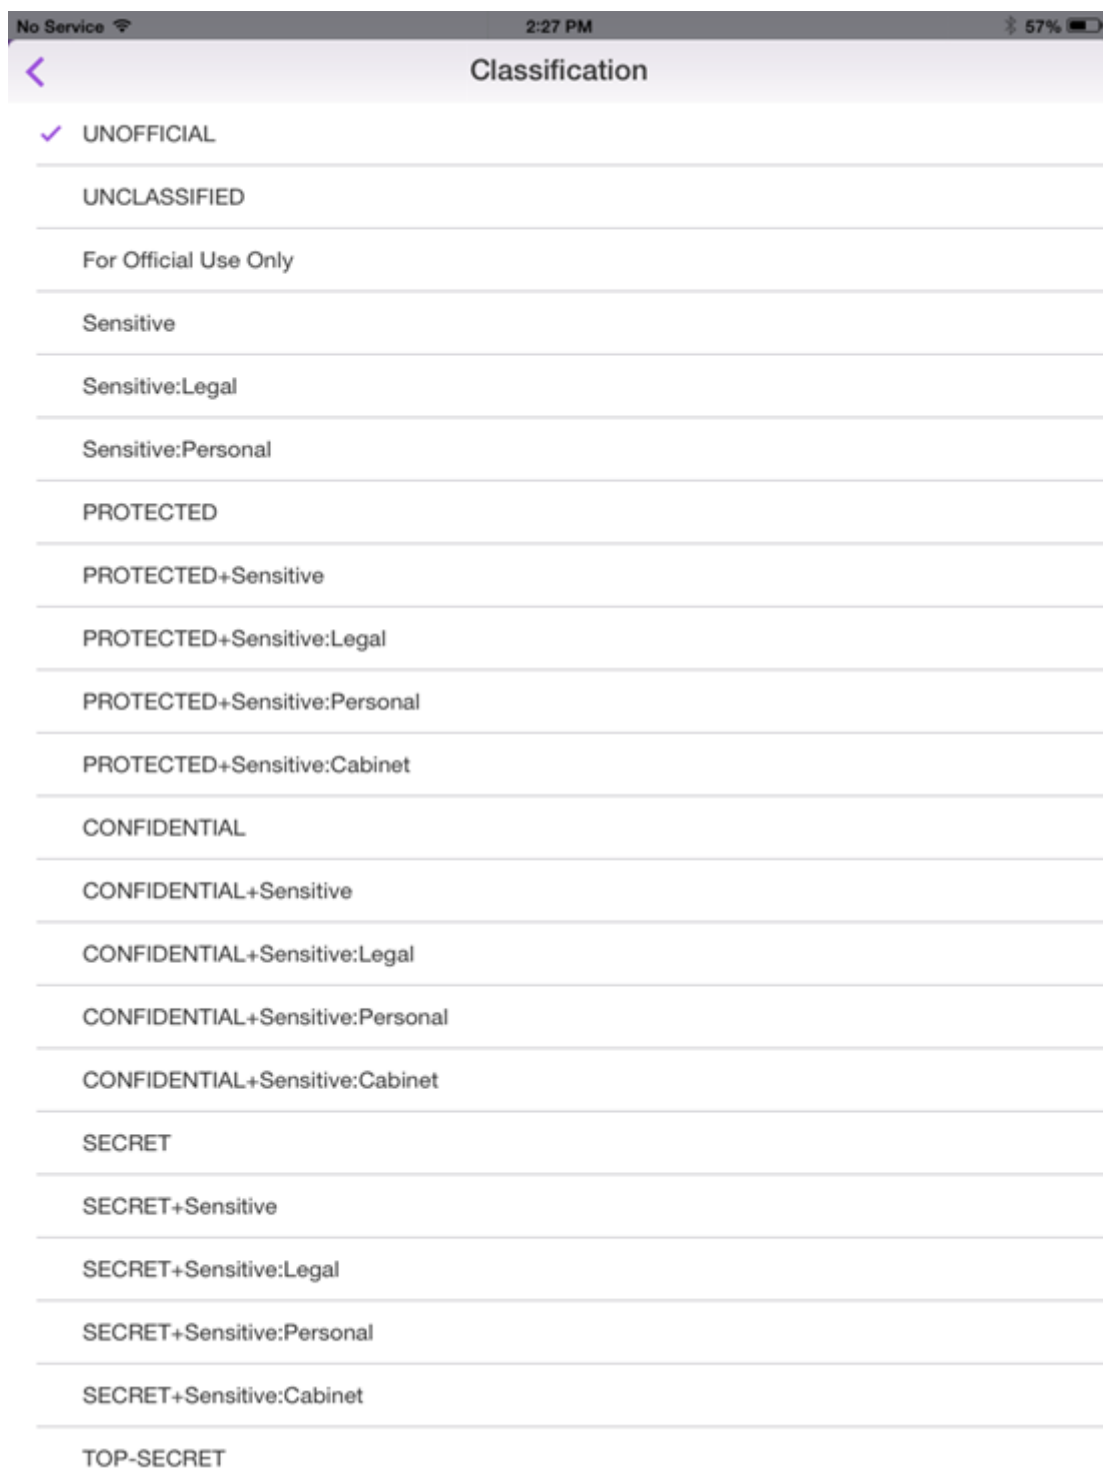 No Service 2:27 PM 57%
Classification
UNOFFICIAL
UNCLASSIFIED
For Official Use Only
Sensitive
Sensitive:Legal
Sensitive:Personal
PROTECTED
PROTECTED+Sensitive
PROTECTED+Sensitive:Legal
PROTECTED+Sensitive:Personal
PROTECTED+Sensitive:Cabinet
CONFIDENTIAL
CONFIDENTIAL+Sensitive
CONFIDENTIAL+Sensitive:Legal
CONFIDENTIAL+Sensitive:Personal
CONFIDENTIAL+Sensitive:Cabinet
SECRET
SECRET+Sensitive
SECRET+Sensitive:Legal
SECRET+Sensitive:Personal
SECRET+Sensitive:Cabinet
TOP-SECRET